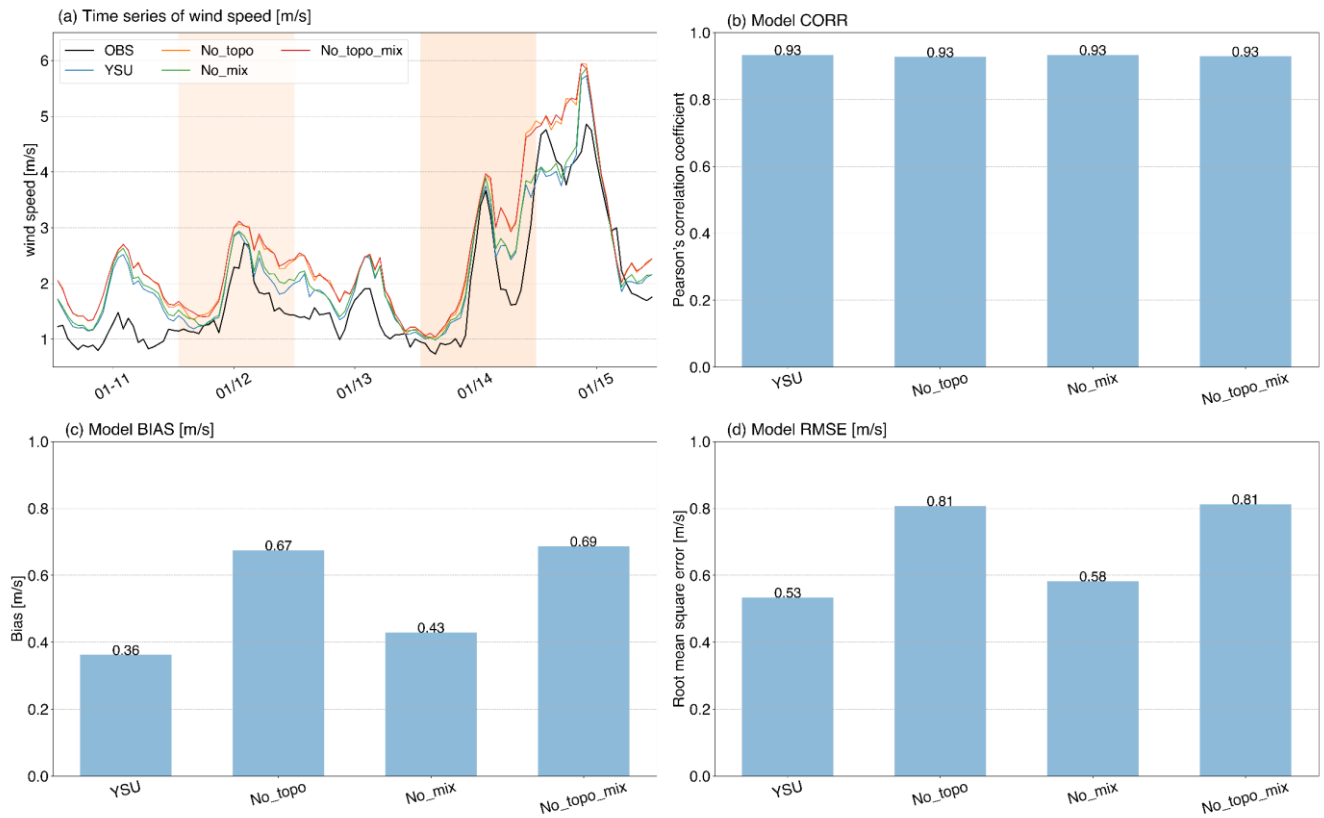 (a) Time series of wind speed [m/s]
OBS
YSU
No_topo
No_mix
No_topo_mix
wind speed [m/s]
6
5
4
3
2
1
01-11
01/12
01/13
01/14
01/15
(b) Model CORR
Pearson's correlation coefficient
1.0
0.8
0.6
0.4
0.2
0.0
0.93
0.93
0.93
0.93
YSU
No_topo
No_mix
No_topo_mix
(c) Model BIAS [m/s]
Bias [m/s]
1.0
0.8
0.6
0.4
0.2
0.0
0.36
0.67
0.43
0.69
YSU
No_topo
No_mix
No_topo_mix
(d) Model RMSE [m/s]
Root mean square error [m/s]
1.0
0.8
0.6
0.4
0.2
0.0
0.53
0.81
0.58
0.81
YSU
No_topo
No_mix
No_topo_mix